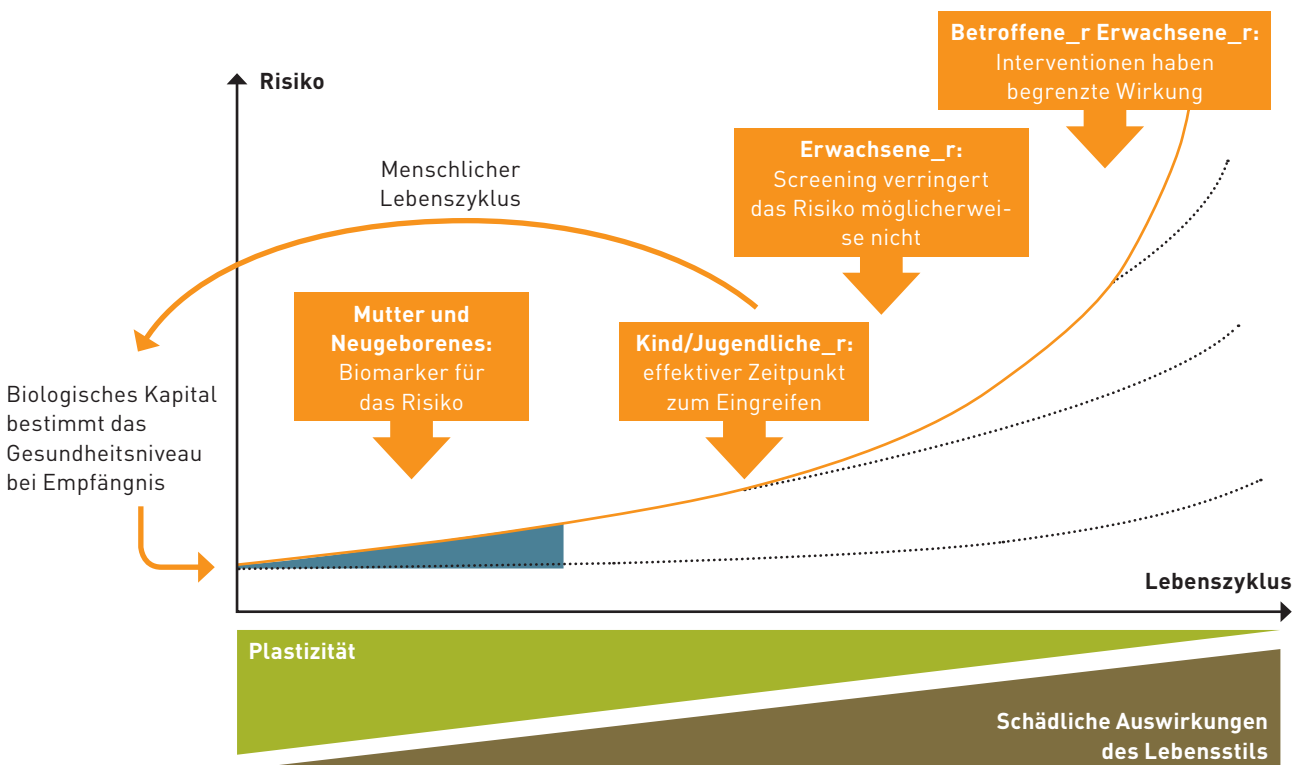 Betroffene_r Erwachsene_r:
Interventionen haben
begrenzte Wirkung
Risiko
Erwachsene_r:
Screening verringert
das Risiko möglicherwei-
se nicht
Menschlicher
Lebenszyklus
Mutter und
Neugeborenes:
Biomarker für
das Risiko
Kind/Jugendliche_r:
effektiver Zeitpunkt
zum Eingreifen
Biologisches Kapital
bestimmt das
Gesundheitsniveau
bei Empfängnis
Lebenszyklus
Plastizität
Schädliche Auswirkungen
des Lebensstils